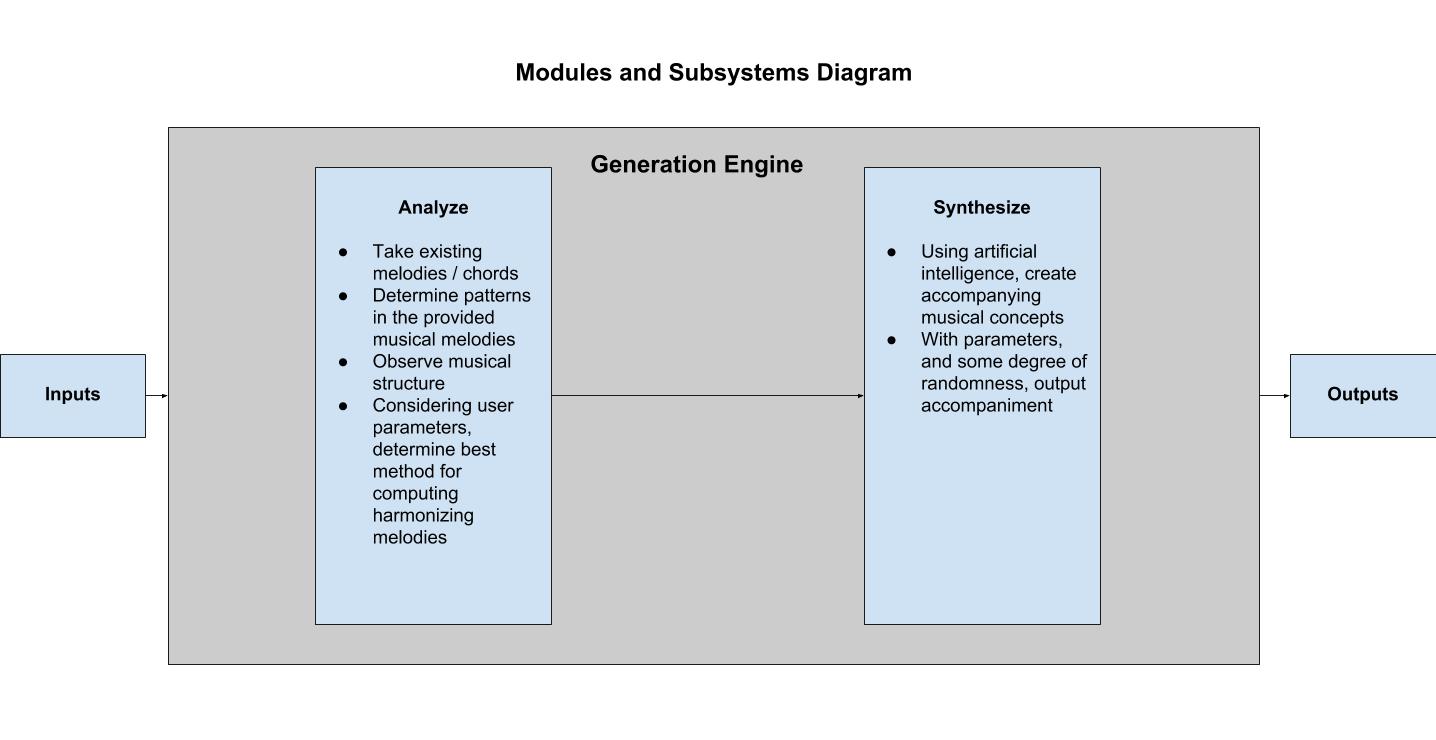 Modules and Subsystems Diagram
Generation Engine
Inputs
Analyze
● Take existing
melodies / chords
● Determine patterns
in the provided
musical melodies
● Observe musical
structure
● Considering user
parameters,
determine best
method for
computing
harmonizing
melodies
Synthesize
● Using artificial
intelligence, create
accompanying
musical concepts
● With parameters,
and some degree of
randomness, output
accompaniment
Outputs